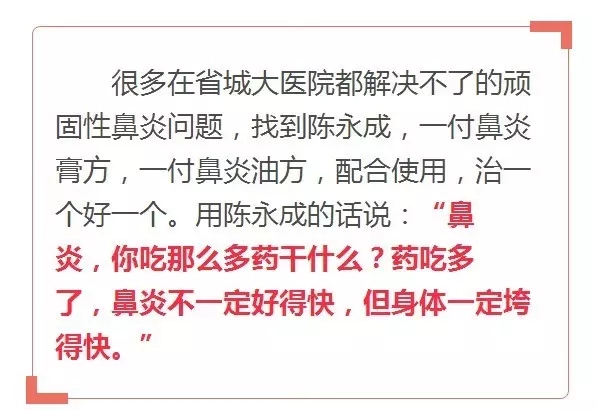 很多在省城大医院都解决不了的顽
固性鼻炎问题，找到陈永成，一付鼻炎
膏方，一付鼻炎油方，配合使用，治一
个好一个。用陈永成的话说：“鼻
炎，你吃那么多药干什么？药吃多
了，鼻炎不一定好得快，但身体一定垮
得快。”